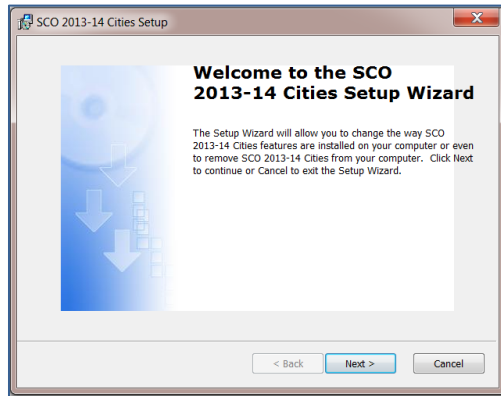 SCO 2013-14 Cities Setup
Welcome to the SCO
2013-14 Cities Setup Wizard
The Setup Wizard will allow you to change the way SCO
2013-14 Cities features are installed on your computer or even
to remove SCO 2013-14 Cities from your computer. Click Next
to continue or Cancel to exit the Setup Wizard.
< Back Next > Cancel